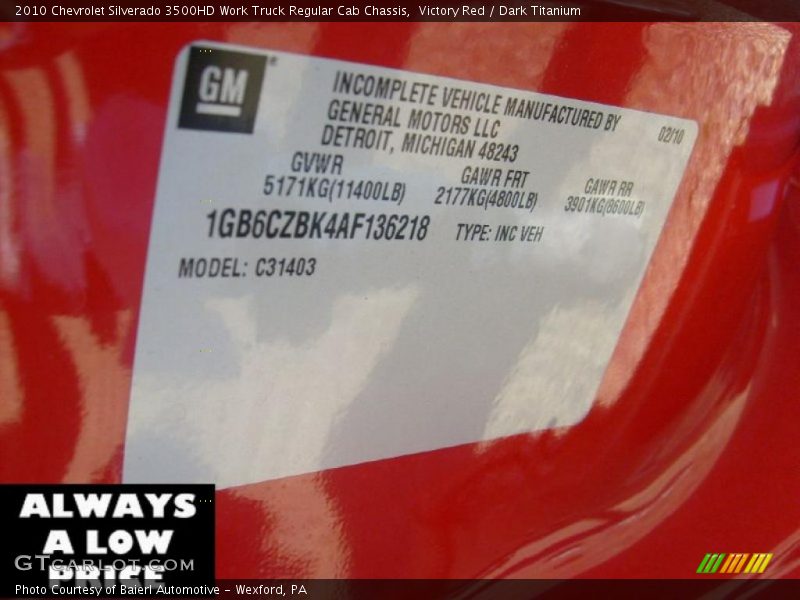 2010 Chevrolet Silverado 3500HD Work Truck Regular Cab Chassis, Victory Red / Dark Titanium
GM
INCOMPLETE VEHICLE MANUFACTURED BY
GENERAL MOTORS LLC
DETROIT, MICHIGAN 48243
02/10
GVWR
5171KG(11400LB)
GAWR FRT
2177KG(4800LB)
GAWR RR
3901KG(8600LB)
1GB6CZBK4AF136218
TYPE: INC VEH
MODEL: C31403
ALWAYS
A LOW
PRICE
GTCARLOT.COM
Photo Courtesy of Baierl Automotive - Wexford, PA